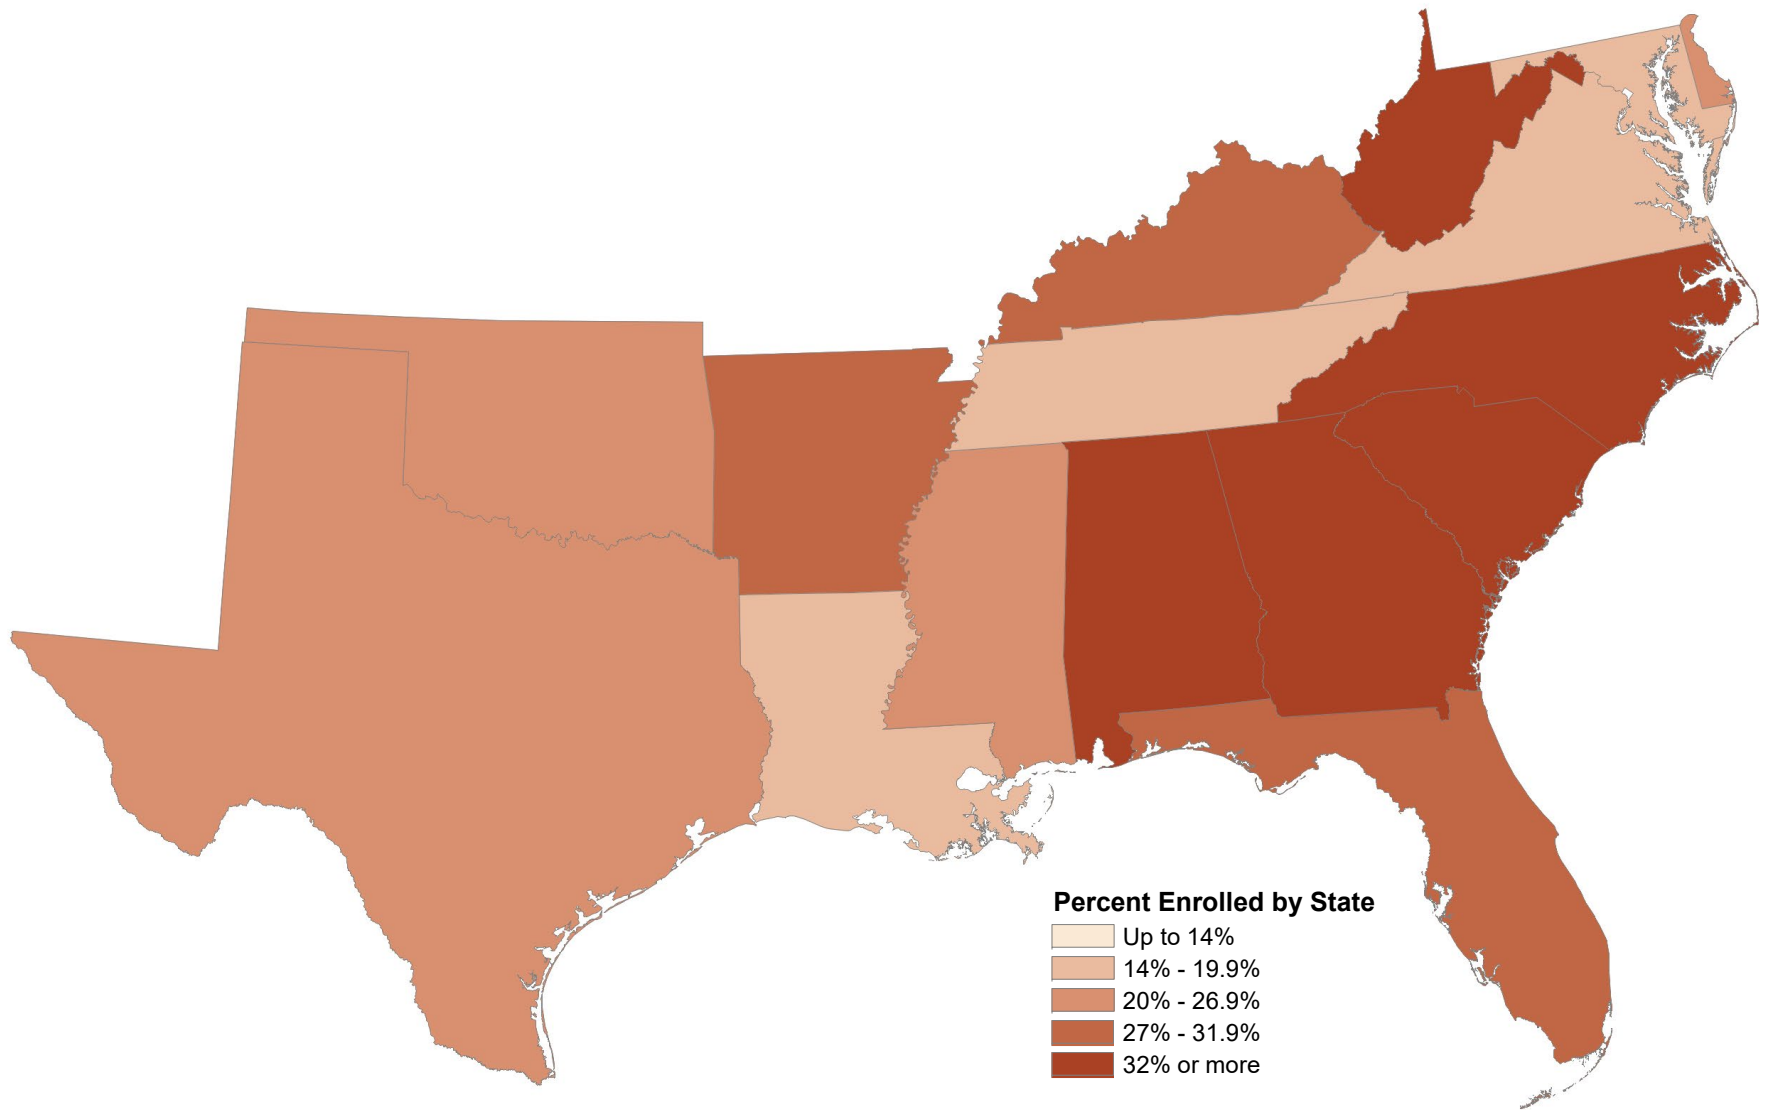 Percent Enrolled by State
Up to 14%
14% - 19.9%
20% - 26.9%
27% - 31.9%
32% or more